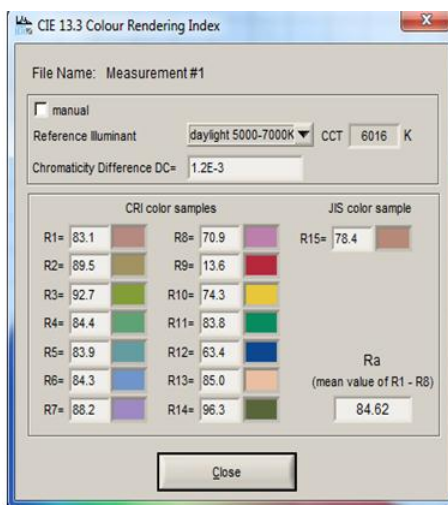 CIE 13.3 Colour Rendering Index
File Name: Measurement #1
manual
Reference Illuminant daylight 5000-7000K CCT 6016 K
Chromaticity Difference DC= 1.2E-3
CRI color samples JIS color sample
R1= 83.1 R8= 70.9 R15= 78.4
R2= 89.5 R9= 13.6
R3= 92.7 R10= 74.3
R4= 84.4 R11= 83.8
R5= 83.9 R12= 63.4 Ra
R6= 84.3 R13= 85.0 (mean value of R1 - R8)
R7= 88.2 R14= 96.3 84.62
Close